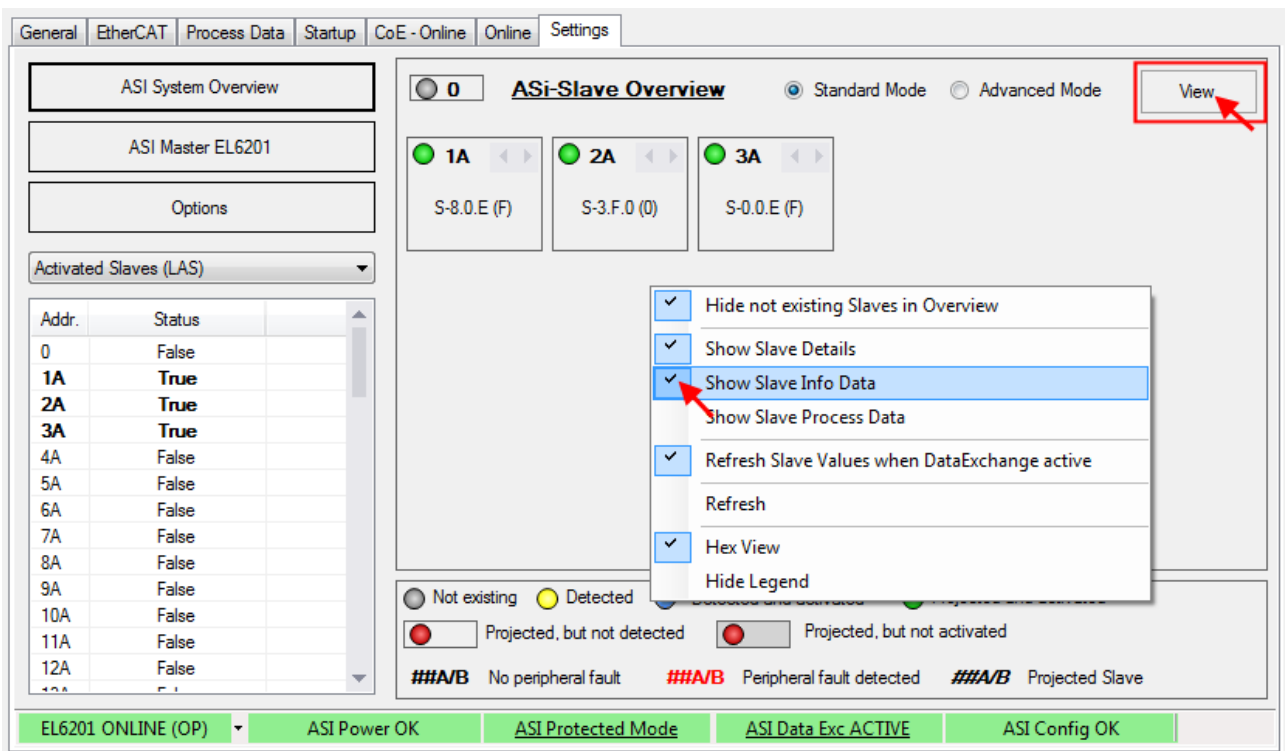 General EtherCAT Process Data Startup CoE - Online Online Settings
ASI System Overview
ASI Master EL6201
Options
Activated Slaves (LAS)
Addr. Status
0 False
1A True
2A True
3A True
4A False
5A False
6A False
7A False
8A False
9A False
10A False
11A False
12A False
0 ASi-Slave Overview Standard Mode Advanced Mode View
1A 2A 3A
S-8.0.E (F) S-3.F.0 (0) S-0.0.E (F)
Hide not existing Slaves in Overview
Show Slave Details
Show Slave Info Data
Show Slave Process Data
Refresh Slave Values when DataExchange active
Refresh
Hex View
Hide Legend
Not existing Detected
Projected, but not detected Projected, but not activated
##A/B No peripheral fault ##A/B Peripheral fault detected ##A/B Projected Slave
EL6201 ONLINE (OP) ASI Power OK ASI Protected Mode ASI Data Exc ACTIVE ASI Config OK